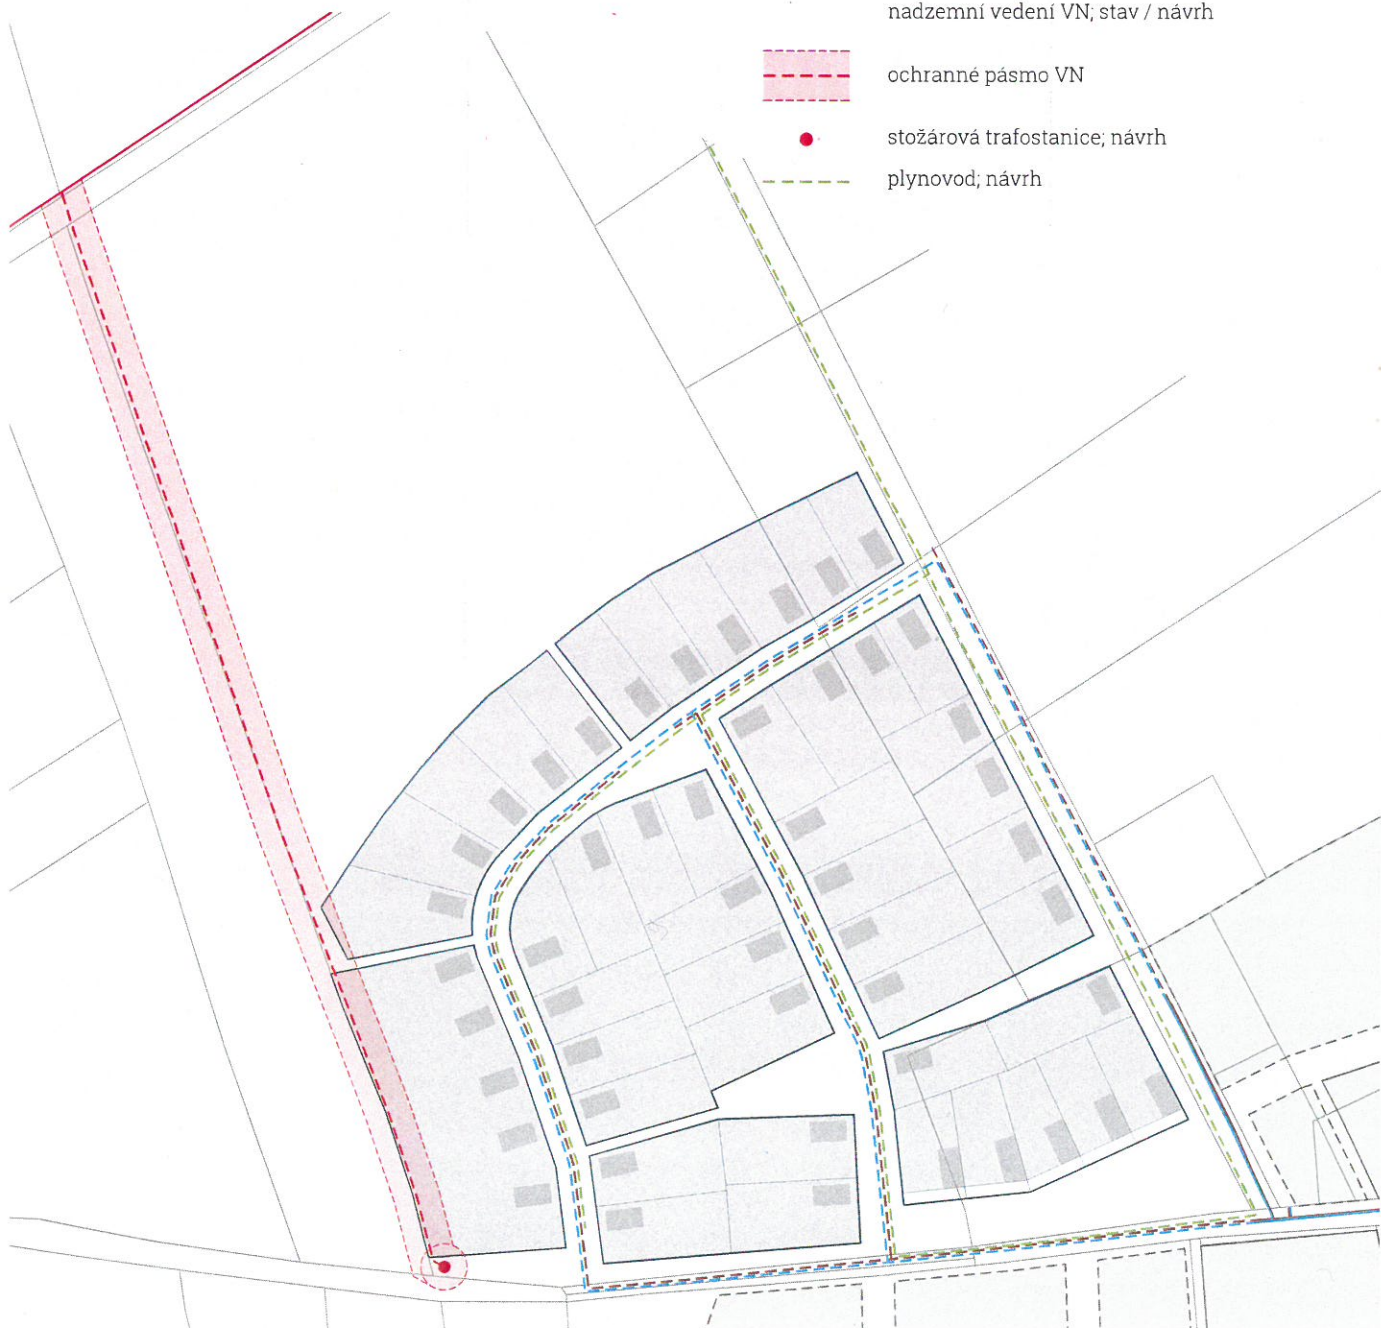 nadzemní vedení VN; stav / návrh
ochranné pásmo VN
stožárová trafostanice; návrh
plynovod; návrh